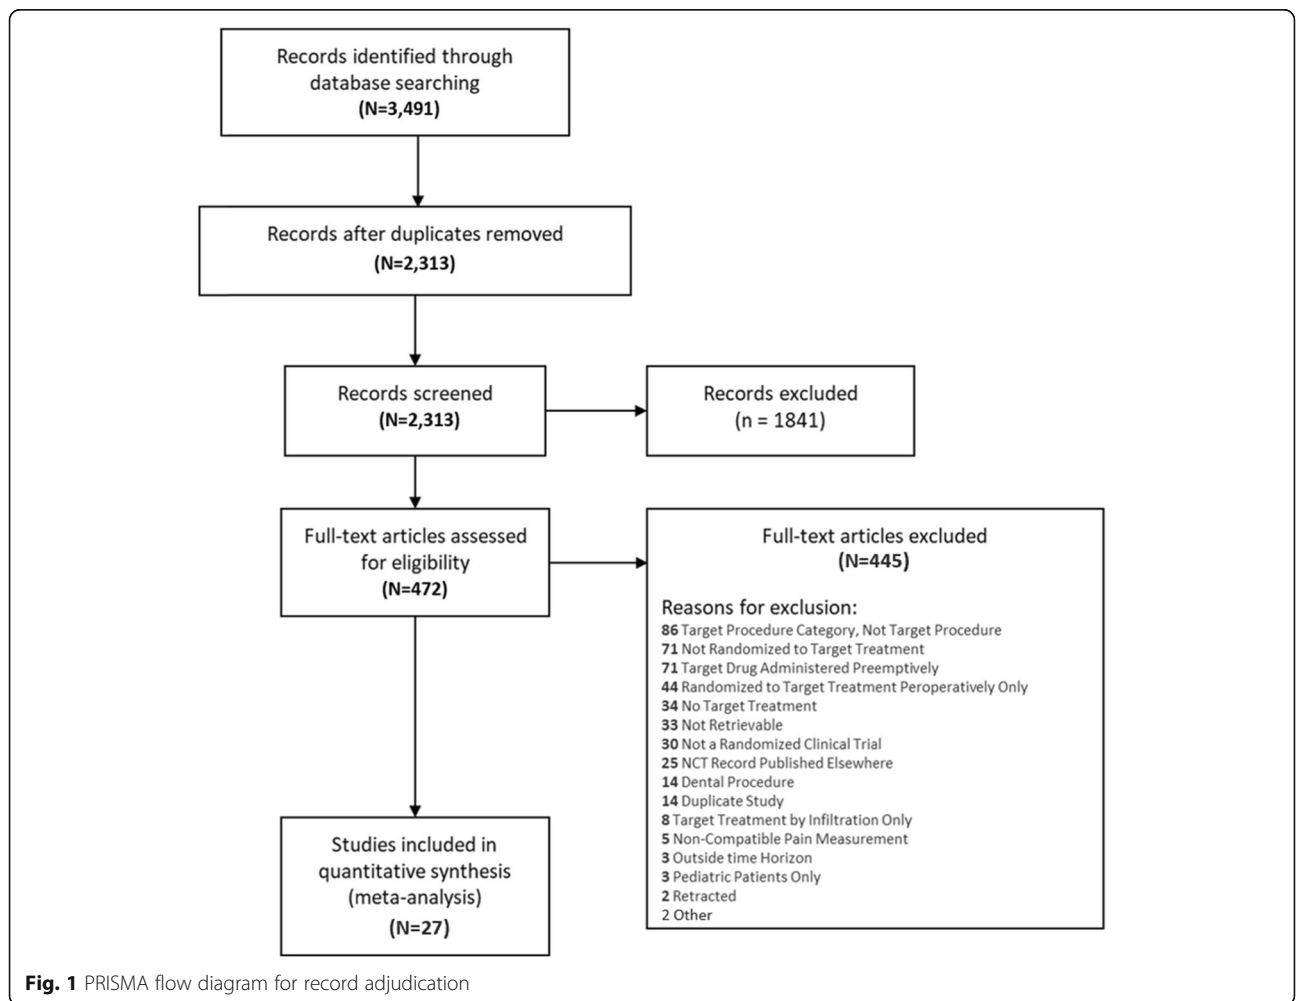 Records identified through
database searching
(N=3,491)
Records after duplicates removed
(N=2,313)
Records screened
(N=2,313)
Records excluded
(n = 1841)
Full-text articles assessed
for eligibility
(N=472)
Full-text articles excluded
(N=445)
Reasons for exclusion:
86 Target Procedure Category, Not Target Procedure
71 Not Randomized to Target Treatment
71 Target Drug Administered Preemptively
44 Randomized to Target Treatment Peroperatively Only
34 No Target Treatment
33 Not Retrievable
30 Not a Randomized Clinical Trial
25 NCT Record Published Elsewhere
14 Dental Procedure
14 Duplicate Study
8 Target Treatment by Infiltration Only
5 Non-Compatible Pain Measurement
3 Outside time Horizon
3 Pediatric Patients Only
2 Retracted
2 Other
Studies included in
quantitative synthesis
(meta-analysis)
(N=27)
Fig. 1 PRISMA flow diagram for record adjudication